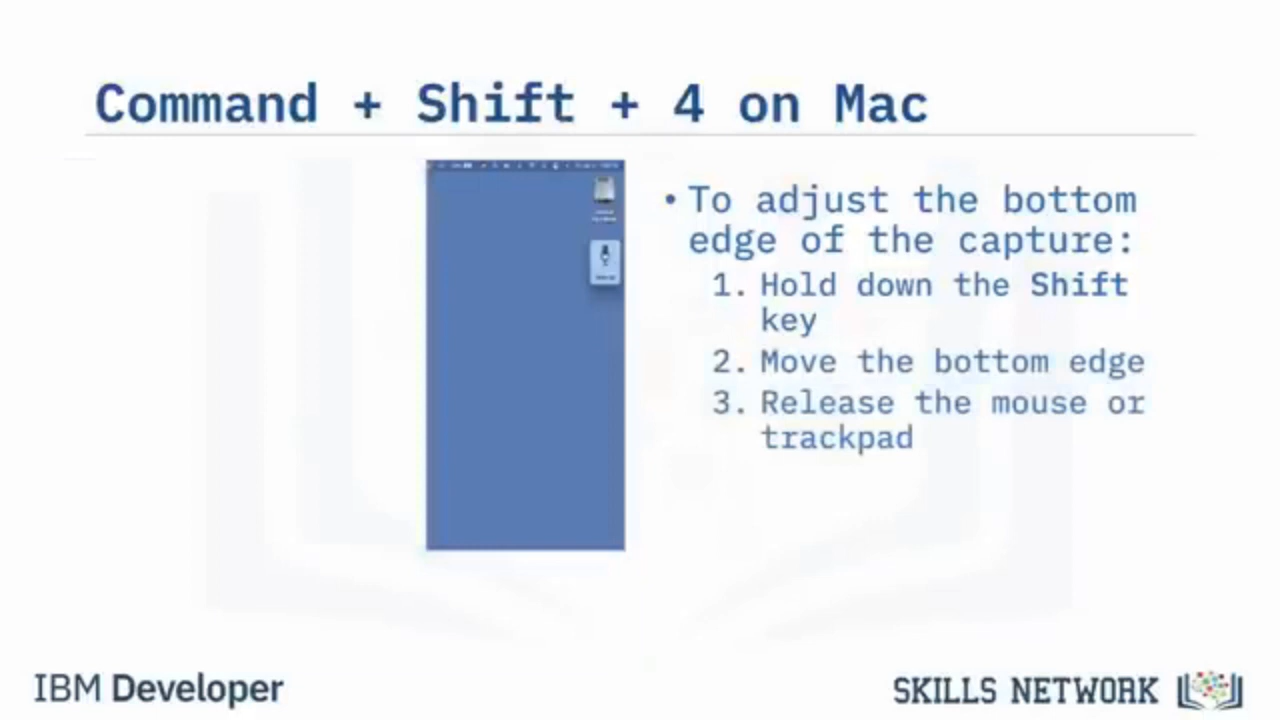 Command + Shift + 4 on Mac
• To adjust the bottom
edge of the capture:
1. Hold down the Shift
key
2. Move the bottom edge
3. Release the mouse or
trackpad
IBM Developer
SKILLS NETWORK